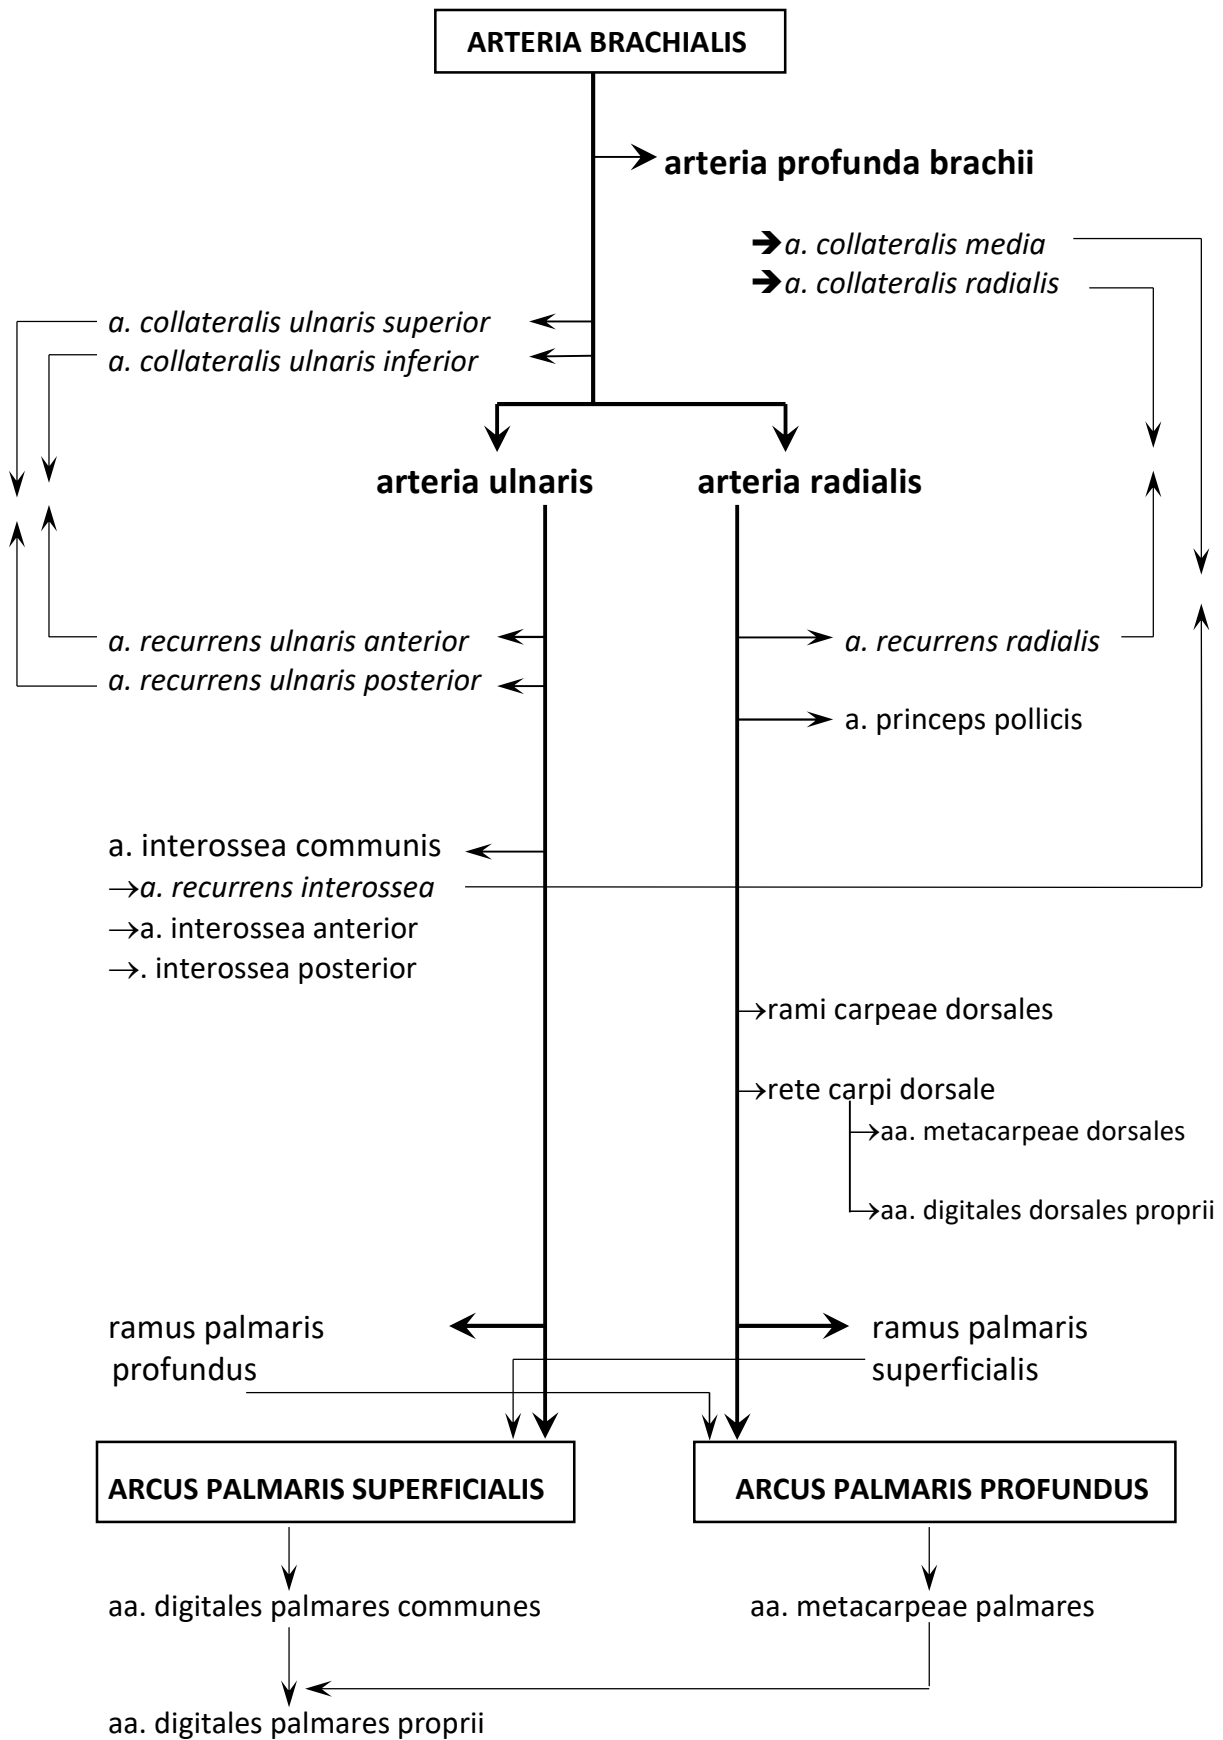 ARTERIA BRACHIALIS
arteria profunda brachii
➔a. collateralis media
➔a. collateralis radialis
a. collateralis ulnaris superior
a. collateralis ulnaris inferior
arteria ulnaris
arteria radialis
a. recurrens ulnaris anterior
a. recurrens radialis
a. recurrens ulnaris posterior
a. princeps pollicis
a. interossea communis
→a. recurrens interossea
→a. interossea anterior
→. interossea posterior
→rami carpeae dorsales
→rete carpi dorsale
→aa. metacarpeae dorsales
→aa. digitales dorsales proprii
ramus palmaris
profundus
ramus palmaris
superficialis
ARCUS PALMARIS SUPERFICIALIS
ARCUS PALMARIS PROFUNDUS
aa. digitales palmares communes
aa. metacarpeae palmares
aa. digitales palmares proprii